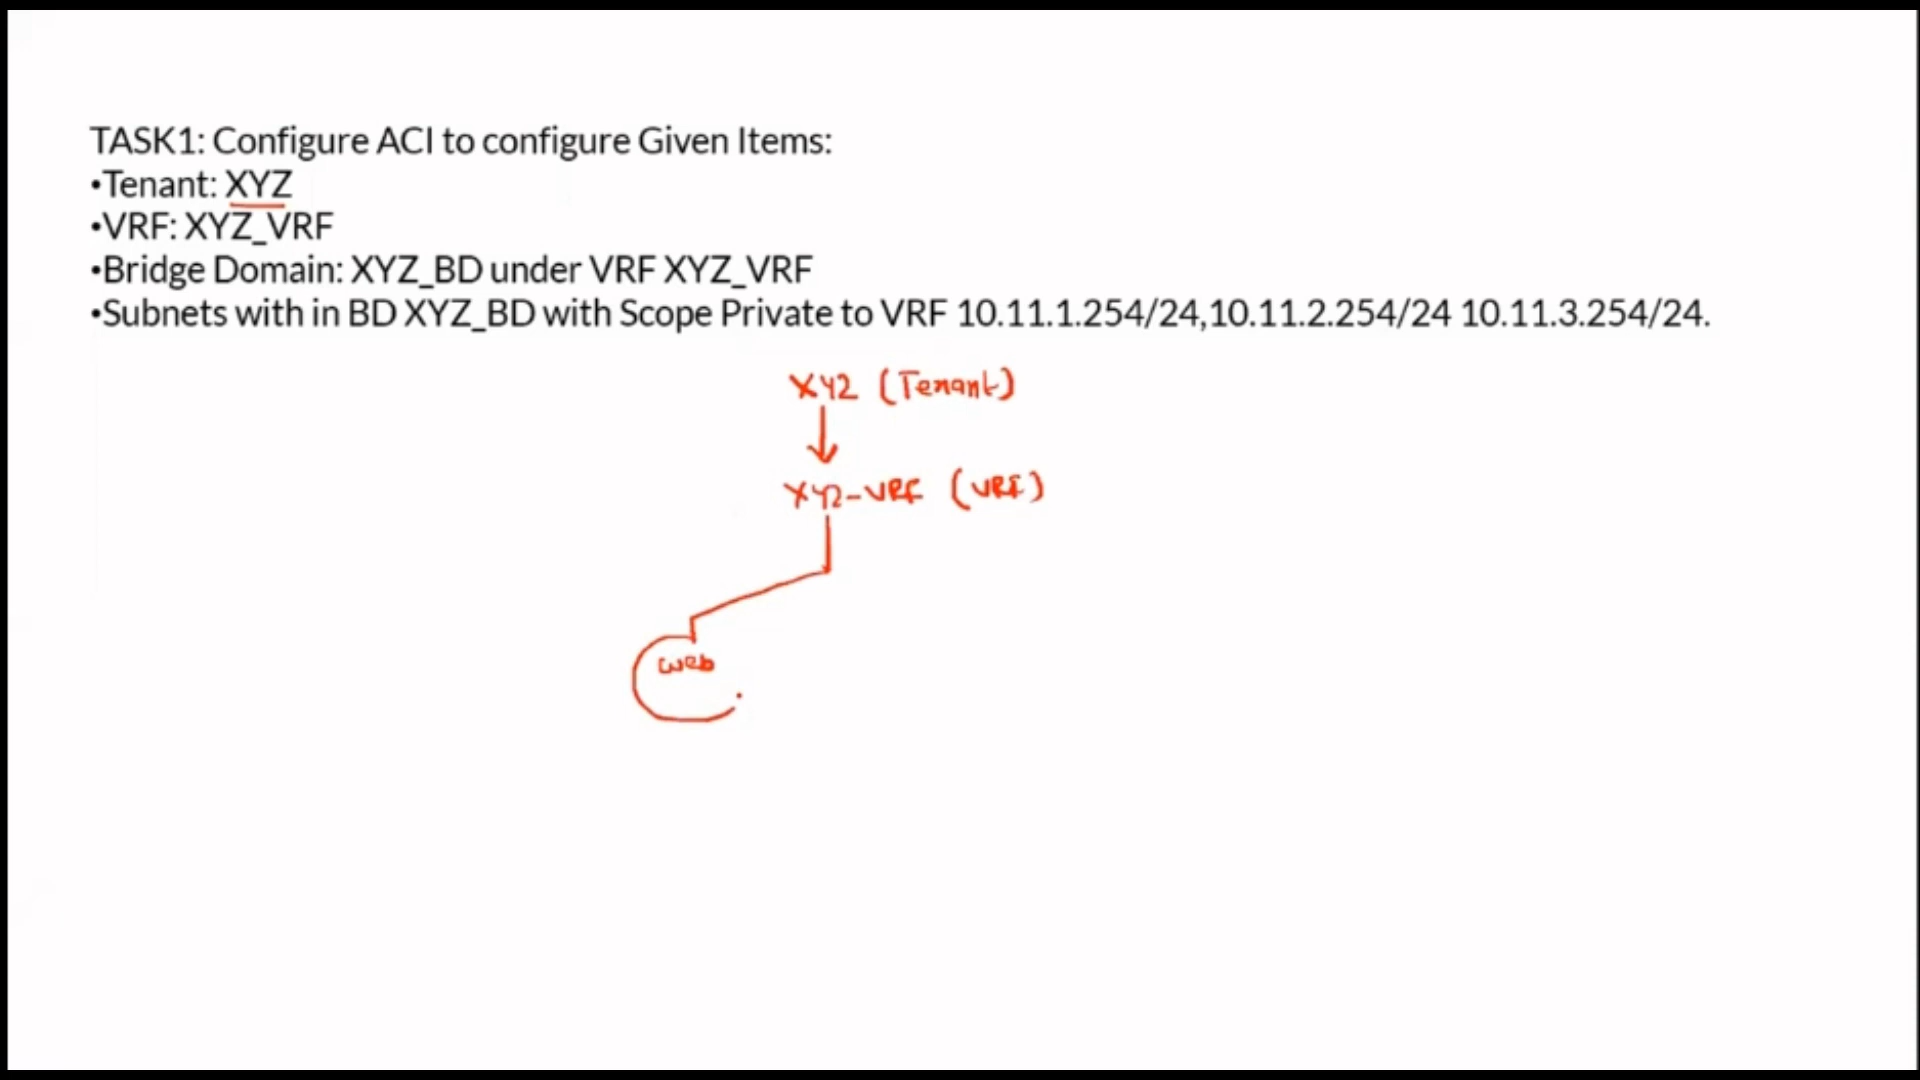 TASK1: Configure ACI to configure Given Items:
•Tenant: XYZ
•VRF: XYZ_VRF
•Bridge Domain: XYZ_BD under VRF XYZ_VRF
•Subnets with in BD XYZ_BD with Scope Private to VRF 10.11.1.254/24,10.11.2.254/24 10.11.3.254/24.
XYZ (Tenant)
XYZ-VRF (VRF)
web